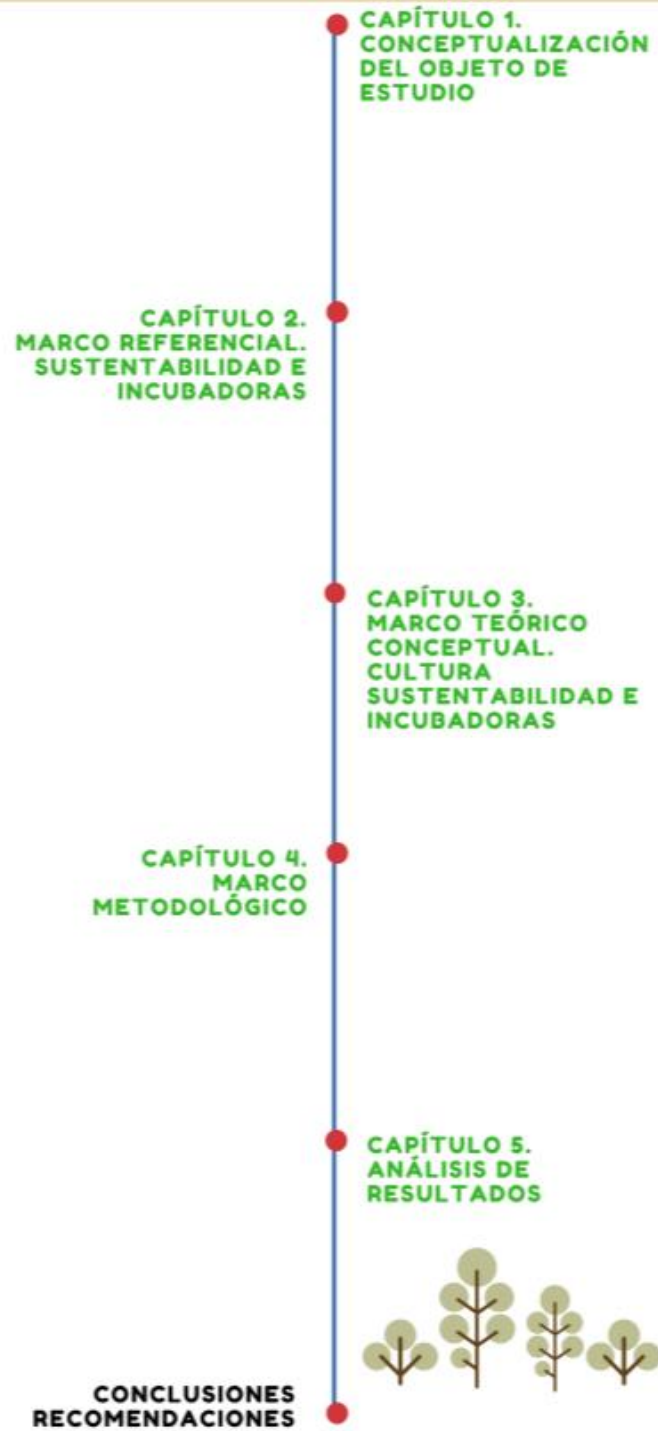 CAPÍTULO 1.
CONCEPTUALIZACIÓN
DEL OBJETO DE
ESTUDIO
CAPÍTULO 2.
MARCO REFERENCIAL.
SUSTENTABILIDAD E
INCUBADORAS
CAPÍTULO 3.
MARCO TEÓRICO
CONCEPTUAL.
CULTURA
SUSTENTABILIDAD E
INCUBADORAS
CAPÍTULO 4.
MARCO
METODOLÓGICO
CAPÍTULO 5.
ANÁLISIS DE
RESULTADOS
CONCLUSIONES
RECOMENDACIONES